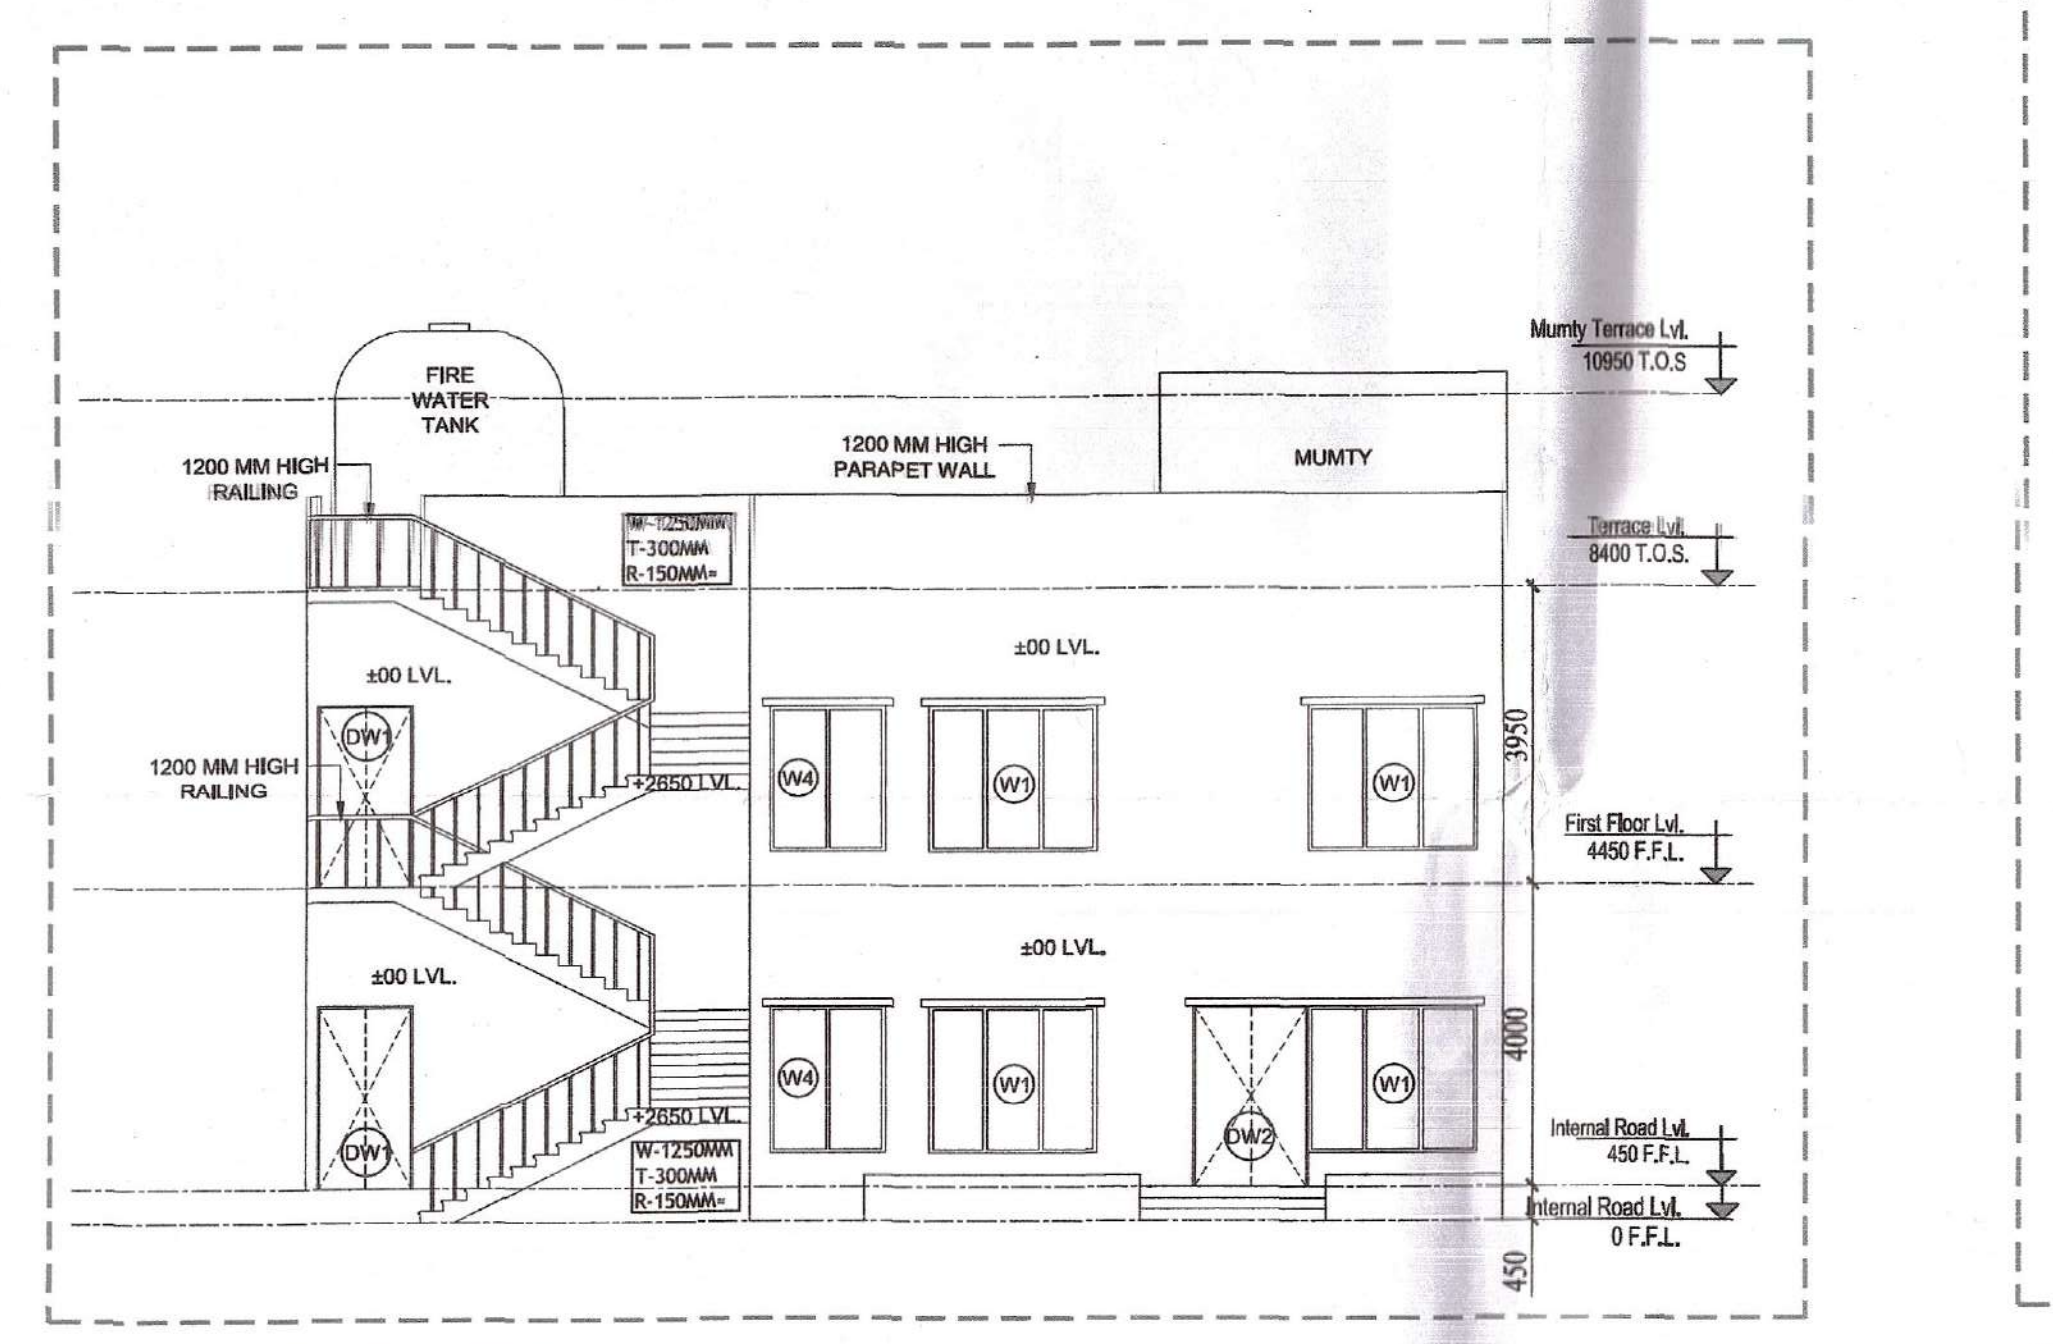 Mumty Terrace Lvl.
10950 T.O.S
FIRE
WATER
TANK
1200 MM HIGH
PARAPET WALL
MUMTY
1200 MM HIGH
RAILING
W-1250MM
T-300MM
R-150MM=
Terrace Lvl.
8400 T.O.S.
±00 LVL.
±00 LVL.
DW1
3950
1200 MM HIGH
RAILING
+2650 LVL.
W4
W1
W1
First Floor Lvl.
4450 F.F.L.
±00 LVL.
±00 LVL.
4000
W4
W1
W1
+2650 LVL.
DW1
DW2
W-1250MM
T-300MM
R-150MM=
Internal Road Lvl.
450 F.F.L.
Internal Road Lvl.
0 F.F.L.
450